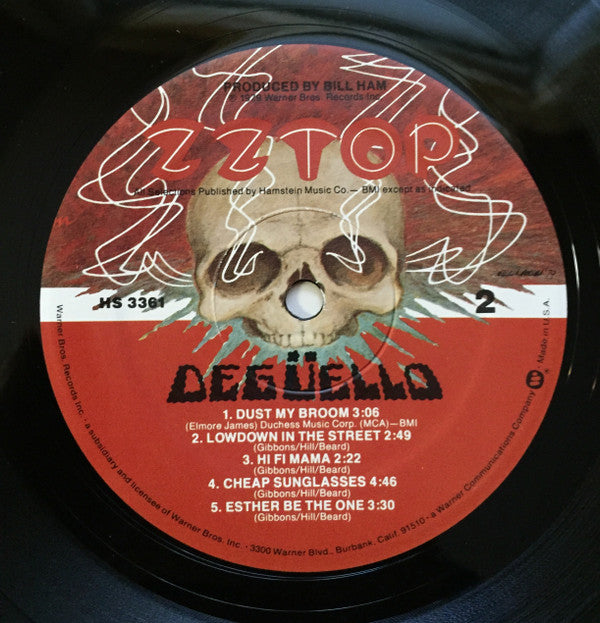 PRODUCED BY BILL HAM
℗ 1979 Warner Bros. Records Inc.
ZZ TOP
All Selections Published by Hamstein Music Co. — BMI except as indicated
HS 3361
2
DEGÜELLO
1. DUST MY BROOM 3:06
(Elmore James) Duchess Music Corp. (MCA)—BMI
2. LOWDOWN IN THE STREET 2:49
(Gibbons/Hill/Beard)
3. HI FI MAMA 2:22
(Gibbons/Hill/Beard)
4. CHEAP SUNGLASSES 4:46
(Gibbons/Hill/Beard)
5. ESTHER BE THE ONE 3:30
(Gibbons/Hill/Beard)
Warner Bros. Records Inc., a subsidiary and licensee of Warner Bros. Inc. · 3300 Warner Blvd., Burbank, Calif. 91510 · a Warner Communications Company ® Made in U.S.A.